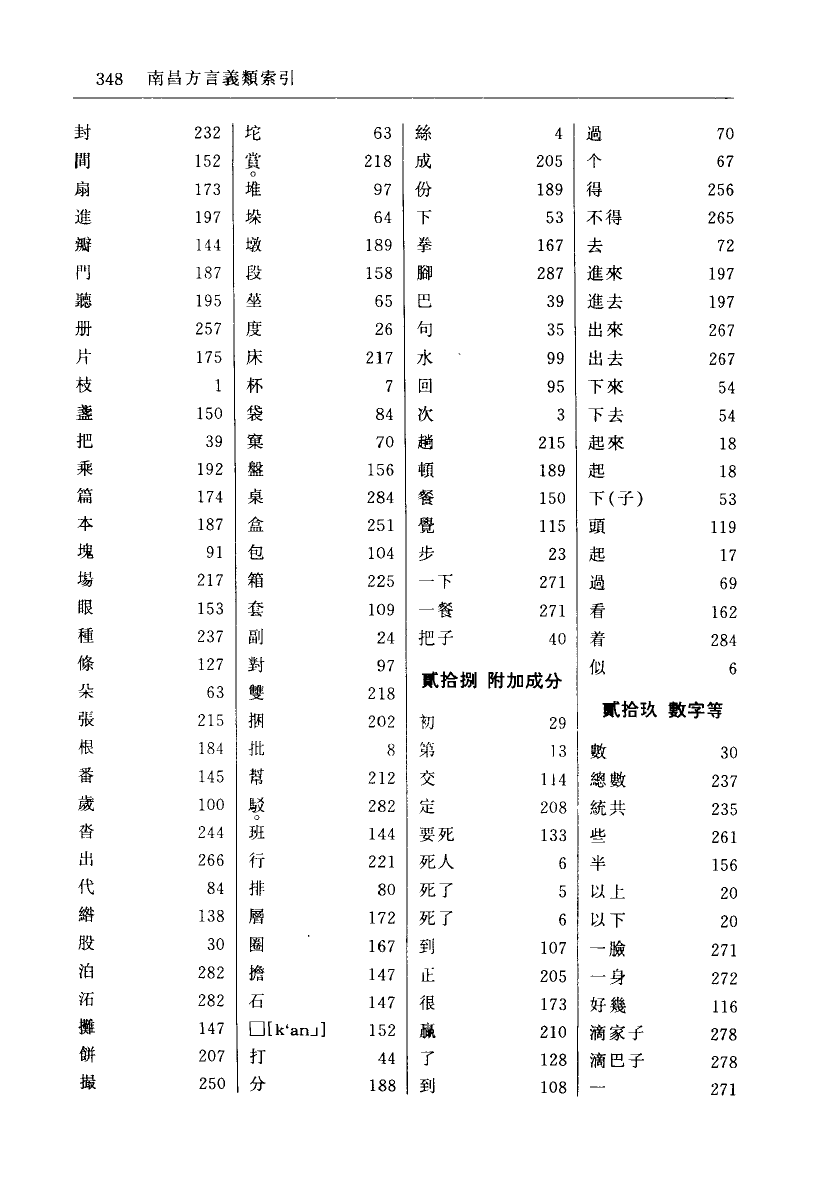 348 南昌方言義類索引
封 232
間 152
扇 173
進 197
瓣 144
門 187
聽 195
册 257
片 175
枝 1
盞 150
把 39
乘 192
篇 174
本 187
塊 91
場 217
眼 153
種 237
條 127
朵 63
張 215
根 184
番 145
歲 100
沓 244
出 266
代 84
綹 138
股 30
泊 282
沰 282
攤 147
餅 207
撮 250
坨 63
賞 218
堆 97
垛 64
墩 189
段 158
坐 65
度 26
床 217
杯 7
袋 84
窠 70
盤 156
桌 284
盒 251
包 104
箱 225
套 109
副 24
對 97
雙 218
捆 202
批 8
幫 212
駁 282
班 144
行 221
排 80
層 172
圈 167
擔 147
石 147
□[k‘an˩] 152
打 44
分 188
絲 4
成 205
份 189
下 53
拳 167
腳 287
巴 39
句 35
水 99
回 95
次 3
趟 215
頓 189
餐 150
覺 115
步 23
一下 271
一餐 271
把子 40
貳拾捌 附加成分
初 29
第 13
交 114
定 208
要死 133
死人 6
死了 5
死了 6
到 107
正 205
很 173
贏 210
了 128
到 108
過 70
个 67
得 256
不得 265
去 72
進來 197
進去 197
出來 267
出去 267
下來 54
下去 54
起來 18
起 18
下(子) 53
頭 119
起 17
過 69
看 162
着 284
似 6
貳拾玖 數字等
數 30
總數 237
統共 235
些 261
半 156
以上 20
以下 20
一臉 271
一身 272
好幾 116
滴家子 278
滴巴子 278
一 271